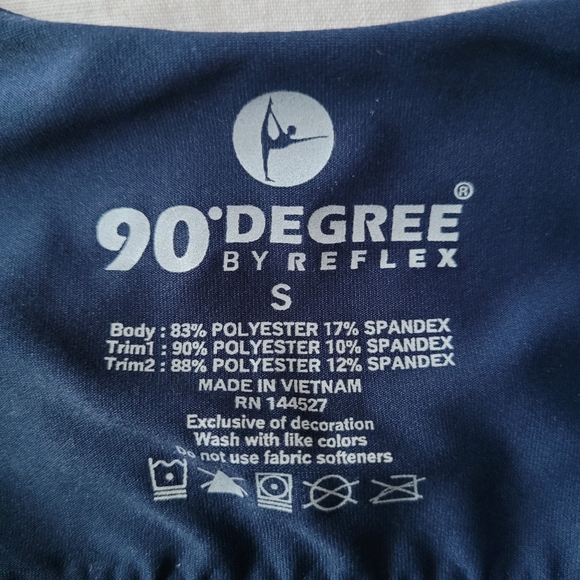 90° DEGREE®
BY REFLEX
S
Body : 83% POLYESTER 17% SPANDEX
Trim1 : 90% POLYESTER 10% SPANDEX
Trim2 : 88% POLYESTER 12% SPANDEX
MADE IN VIETNAM
RN 144527
Exclusive of decoration
Wash with like colors
Do not use fabric softeners